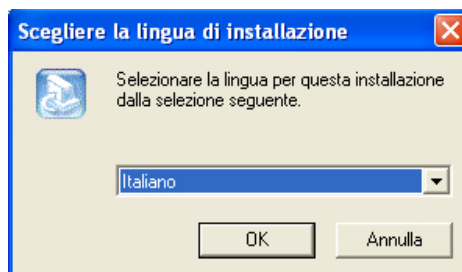 Scegliere la lingua di installazione
Selezionare la lingua per questa installazione
dalla selezione seguente.
Italiano
OK
Annulla